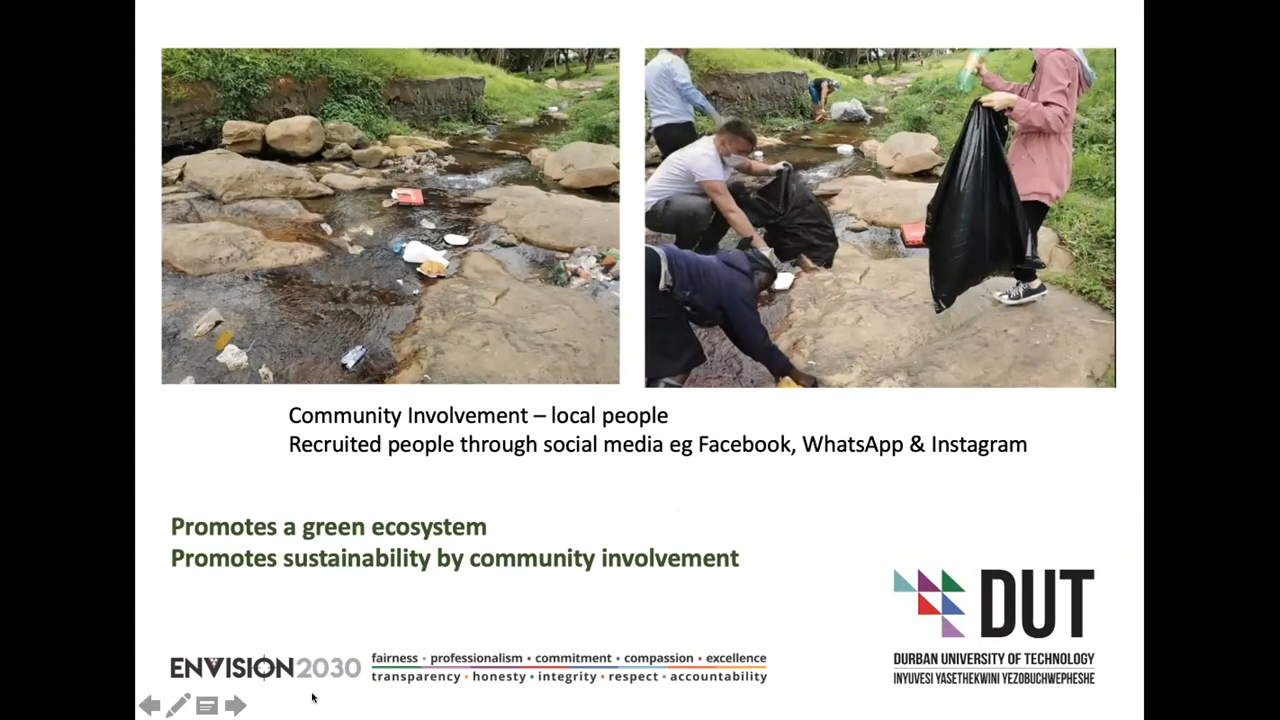 Community Involvement – local people
Recruited people through social media eg Facebook, WhatsApp & Instagram
Promotes a green ecosystem
Promotes sustainability by community involvement
DUT
DURBAN UNIVERSITY OF TECHNOLOGY
INYUVESI YASETHEKWINI YEZOBUCHWEPHESHE
ENVISION2030
fairness • professionalism • commitment • compassion • excellence
transparency • honesty • integrity • respect • accountability